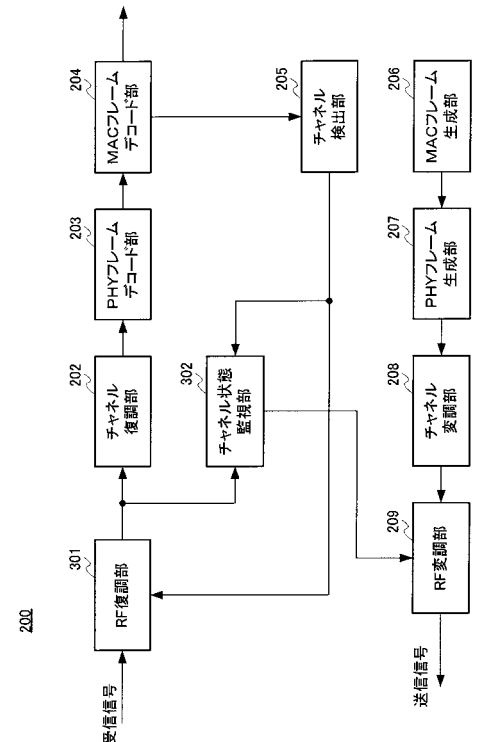 200
受信信号
301
RF復調部
202
チャネル
復調部
203
PHYフレーム
デコード部
204
MACフレーム
デコード部
302
チャネル状態
監視部
205
チャネル
検出部
送信信号
209
RF変調部
208
チャネル
変調部
207
PHYフレーム
生成部
206
MACフレーム
生成部